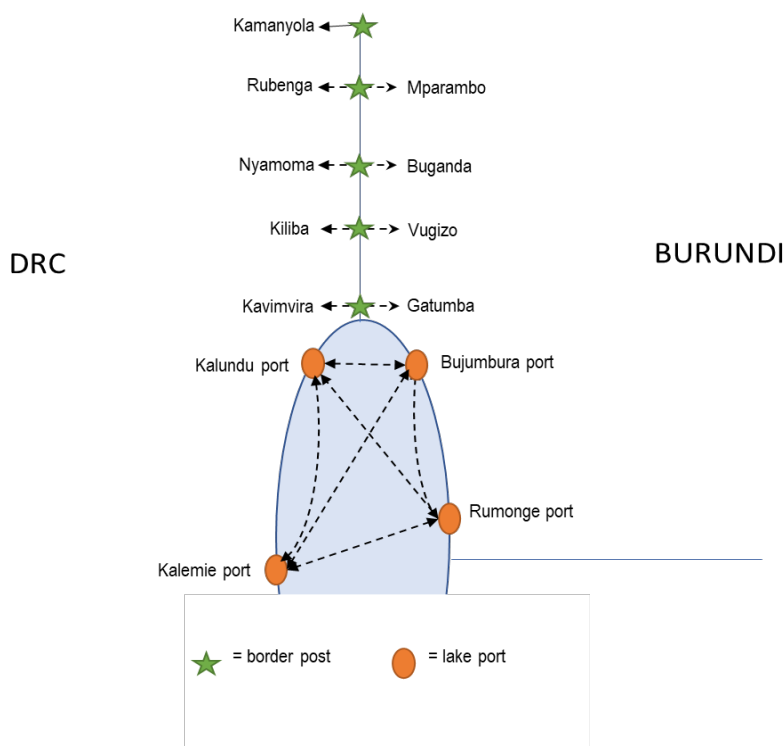 Kamanyola
Rubenga
Mparambo
Nyamoma
Buganda
Kiliba
Vugizo
DRC
BURUNDI
Kavimvira
Gatumba
Kalundu port
Bujumbura port
Rumonge port
Kalemie port
= border post
= lake port